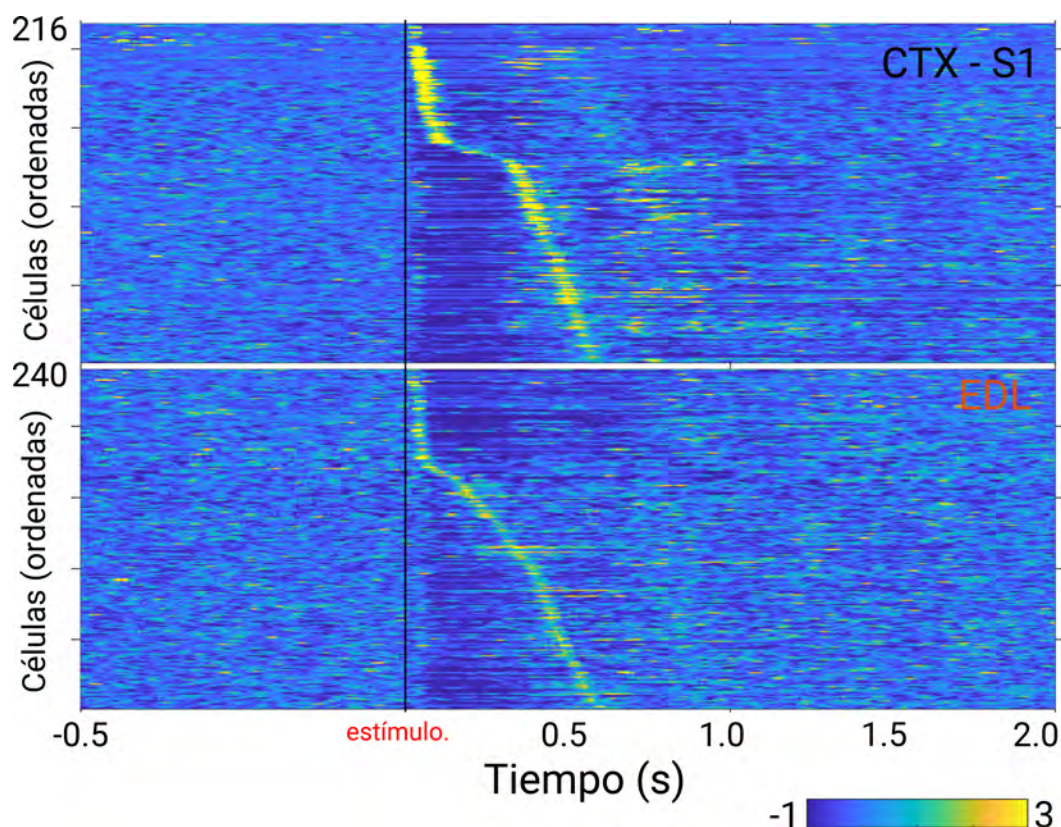 216
CTX - S1
Células (ordenadas)
240
EDL
Células (ordenadas)
-0.5
estímulo.
0.5
1.0
1.5
2.0
Tiempo (s)
-1
3